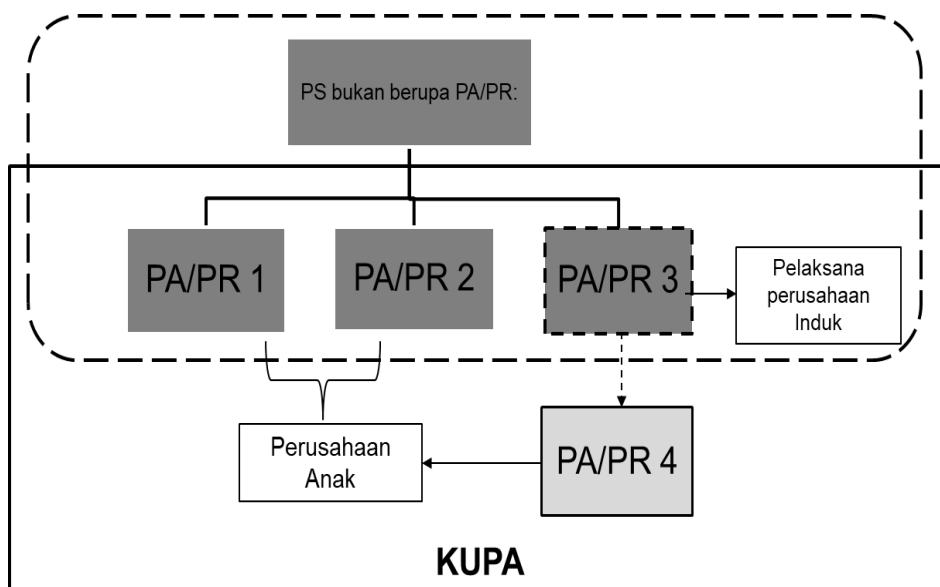 PS bukan berupa PA/PR:
PA/PR 1
PA/PR 2
PA/PR 3
Pelaksana
perusahaan
Induk
Perusahaan
Anak
PA/PR 4
KUPA